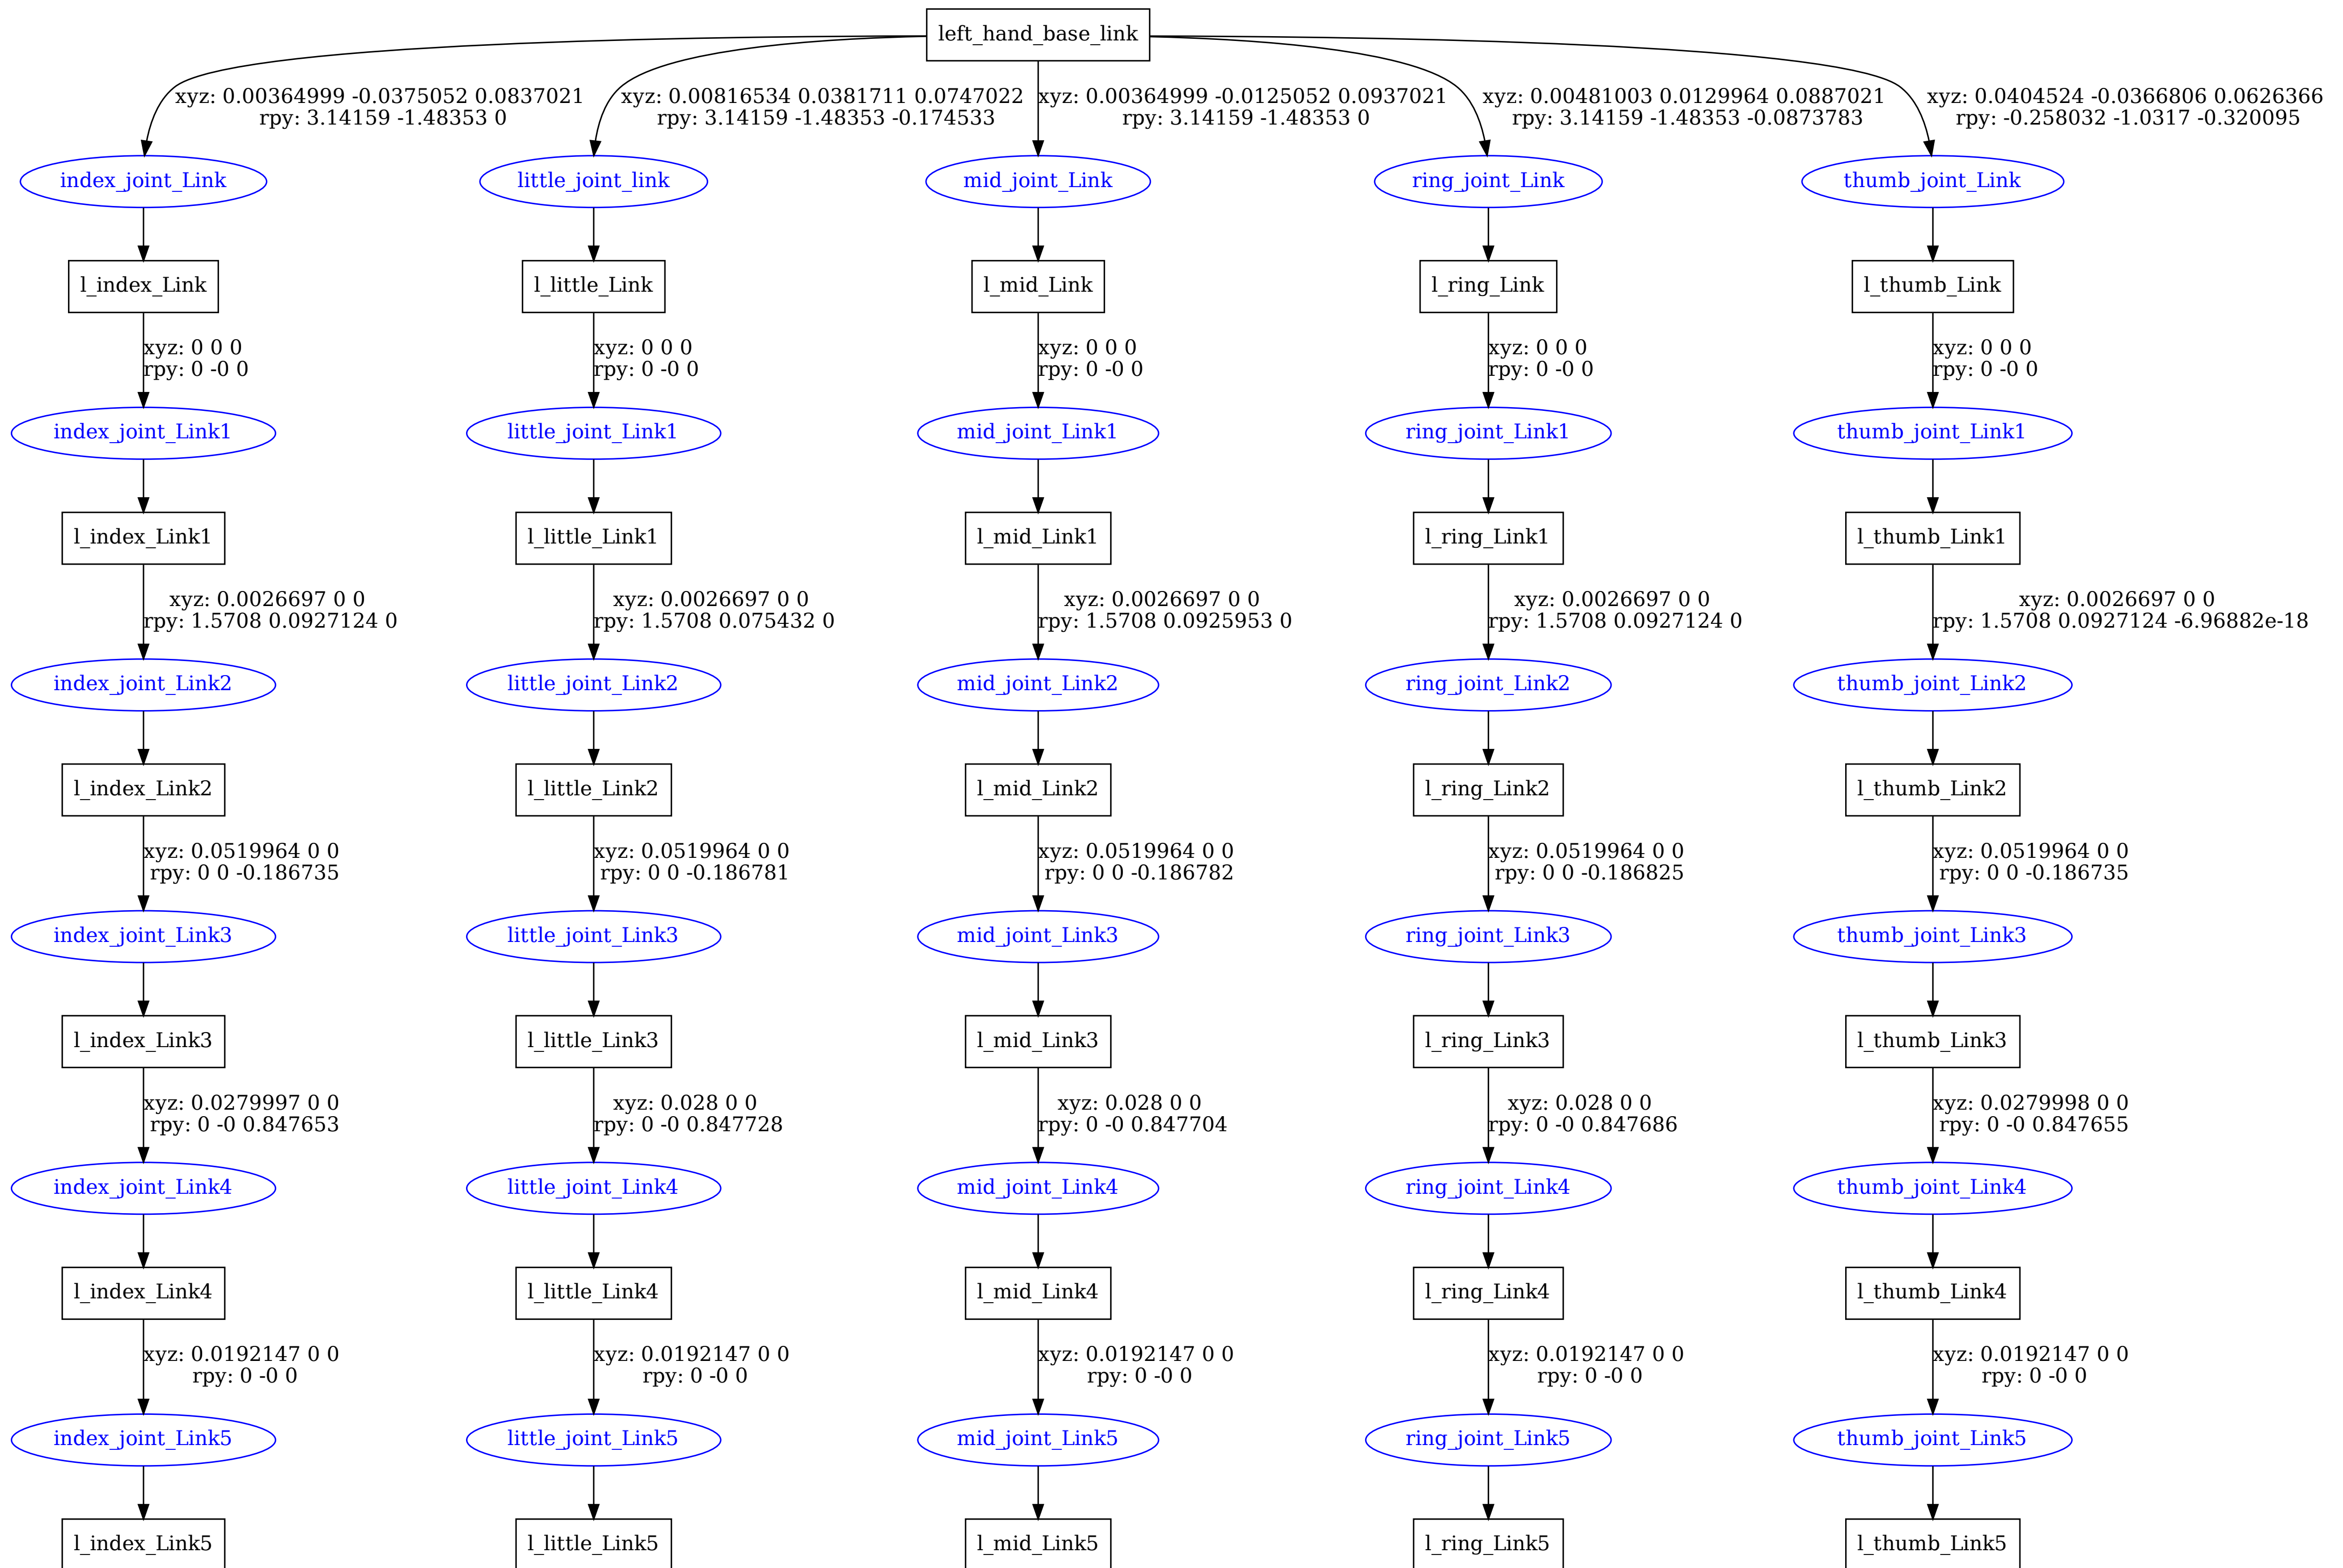 left_hand_base_link
xyz: 0.00364999 -0.0375052 0.0837021
rpy: 3.14159 -1.48353 0
xyz: 0.00816534 0.0381711 0.0747022
rpy: 3.14159 -1.48353 -0.174533
xyz: 0.00364999 -0.0125052 0.0937021
rpy: 3.14159 -1.48353 0
xyz: 0.00481003 0.0129964 0.0887021
rpy: 3.14159 -1.48353 -0.0873783
xyz: 0.0404524 -0.0366806 0.0626366
rpy: -0.258032 -1.0317 -0.320095
index_joint_Link
little_joint_link
mid_joint_Link
ring_joint_Link
thumb_joint_Link
l_index_Link
l_little_Link
l_mid_Link
l_ring_Link
l_thumb_Link
xyz: 0 0 0
rpy: 0 -0 0
xyz: 0 0 0
rpy: 0 -0 0
xyz: 0 0 0
rpy: 0 -0 0
xyz: 0 0 0
rpy: 0 -0 0
xyz: 0 0 0
rpy: 0 -0 0
index_joint_Link1
little_joint_Link1
mid_joint_Link1
ring_joint_Link1
thumb_joint_Link1
l_index_Link1
l_little_Link1
l_mid_Link1
l_ring_Link1
l_thumb_Link1
xyz: 0.0026697 0 0
rpy: 1.5708 0.0927124 0
xyz: 0.0026697 0 0
rpy: 1.5708 0.075432 0
xyz: 0.0026697 0 0
rpy: 1.5708 0.0925953 0
xyz: 0.0026697 0 0
rpy: 1.5708 0.0927124 0
xyz: 0.0026697 0 0
rpy: 1.5708 0.0927124 -6.96882e-18
index_joint_Link2
little_joint_Link2
mid_joint_Link2
ring_joint_Link2
thumb_joint_Link2
l_index_Link2
l_little_Link2
l_mid_Link2
l_ring_Link2
l_thumb_Link2
xyz: 0.0519964 0 0
rpy: 0 0 -0.186735
xyz: 0.0519964 0 0
rpy: 0 0 -0.186781
xyz: 0.0519964 0 0
rpy: 0 0 -0.186782
xyz: 0.0519964 0 0
rpy: 0 0 -0.186825
xyz: 0.0519964 0 0
rpy: 0 0 -0.186735
index_joint_Link3
little_joint_Link3
mid_joint_Link3
ring_joint_Link3
thumb_joint_Link3
l_index_Link3
l_little_Link3
l_mid_Link3
l_ring_Link3
l_thumb_Link3
xyz: 0.0279997 0 0
rpy: 0 -0 0.847653
xyz: 0.028 0 0
rpy: 0 -0 0.847728
xyz: 0.028 0 0
rpy: 0 -0 0.847704
xyz: 0.028 0 0
rpy: 0 -0 0.847686
xyz: 0.0279998 0 0
rpy: 0 -0 0.847655
index_joint_Link4
little_joint_Link4
mid_joint_Link4
ring_joint_Link4
thumb_joint_Link4
l_index_Link4
l_little_Link4
l_mid_Link4
l_ring_Link4
l_thumb_Link4
xyz: 0.0192147 0 0
rpy: 0 -0 0
xyz: 0.0192147 0 0
rpy: 0 -0 0
xyz: 0.0192147 0 0
rpy: 0 -0 0
xyz: 0.0192147 0 0
rpy: 0 -0 0
xyz: 0.0192147 0 0
rpy: 0 -0 0
index_joint_Link5
little_joint_Link5
mid_joint_Link5
ring_joint_Link5
thumb_joint_Link5
l_index_Link5
l_little_Link5
l_mid_Link5
l_ring_Link5
l_thumb_Link5